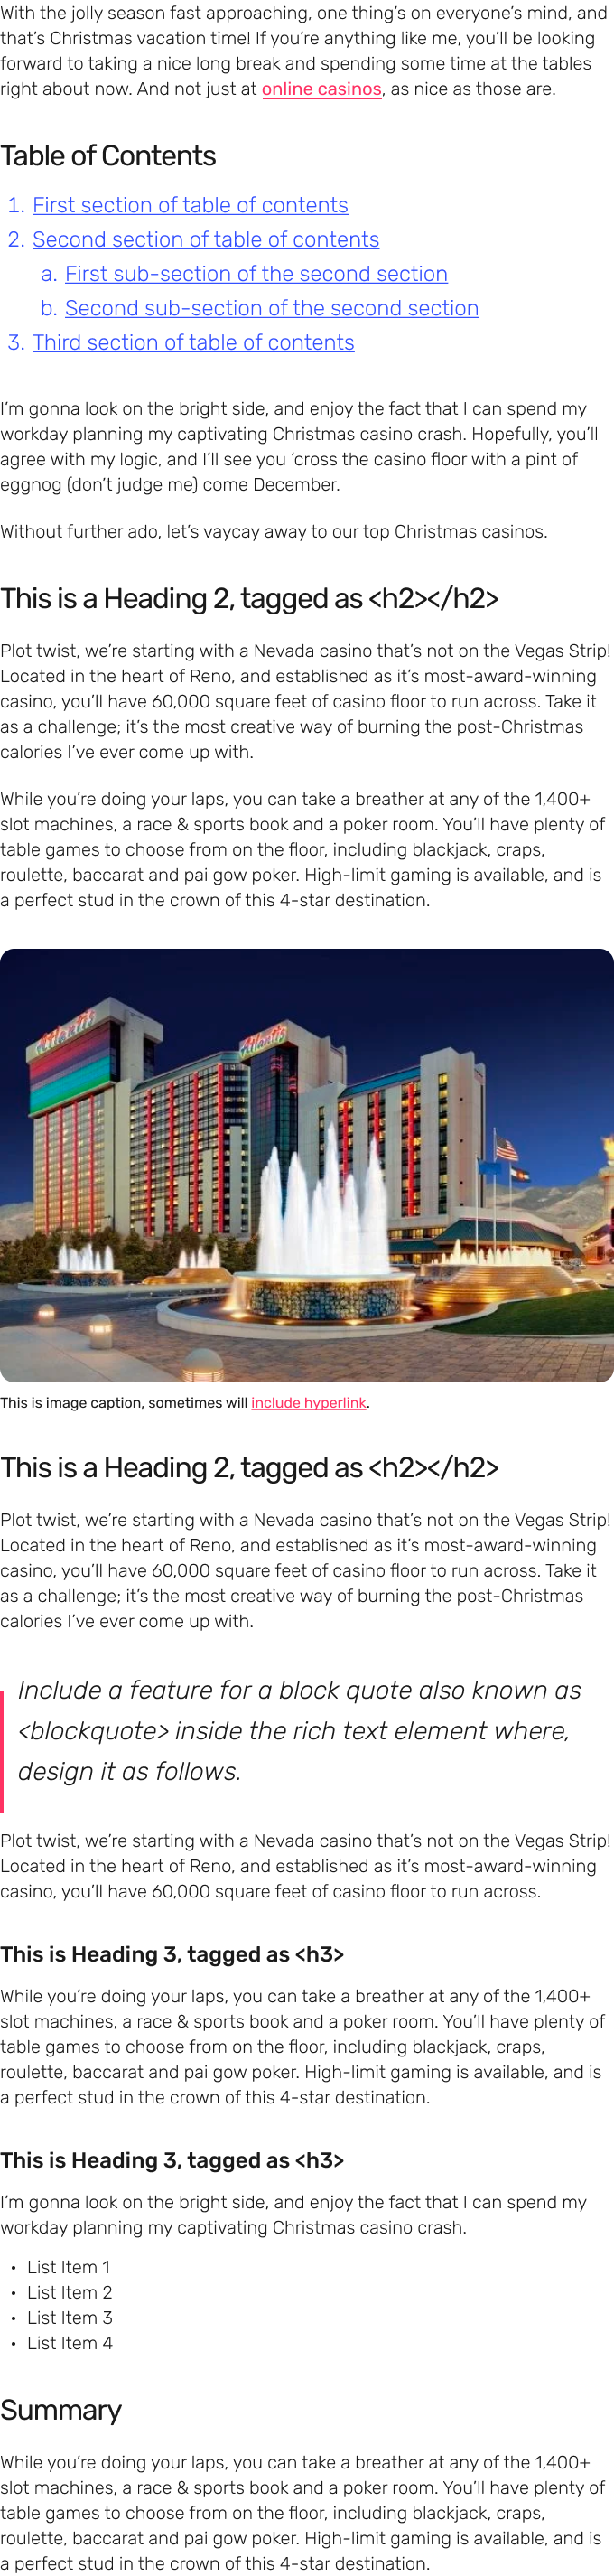 With the jolly season fast approaching, one thing’s on everyone’s mind, and
that’s Christmas vacation time! If you’re anything like me, you’ll be looking
forward to taking a nice long break and spending some time at the tables
right about now. And not just at online casinos, as nice as those are.
Table of Contents
1. First section of table of contents
2. Second section of table of contents
a. First sub-section of the second section
b. Second sub-section of the second section
3. Third section of table of contents
I’m gonna look on the bright side, and enjoy the fact that I can spend my
workday planning my captivating Christmas casino crash. Hopefully, you’ll
agree with my logic, and I’ll see you ‘cross the casino floor with a pint of
eggnog (don’t judge me) come December.
Without further ado, let’s vaycay away to our top Christmas casinos.
This is a Heading 2, tagged as <h2></h2>
Plot twist, we’re starting with a Nevada casino that’s not on the Vegas Strip!
Located in the heart of Reno, and established as it’s most-award-winning
casino, you’ll have 60,000 square feet of casino floor to run across. Take it
as a challenge; it’s the most creative way of burning the post-Christmas
calories I’ve ever come up with.
While you’re doing your laps, you can take a breather at any of the 1,400+
slot machines, a race & sports book and a poker room. You’ll have plenty of
table games to choose from on the floor, including blackjack, craps,
roulette, baccarat and pai gow poker. High-limit gaming is available, and is
a perfect stud in the crown of this 4-star destination.
Atlantis
Atlantis
This is image caption, sometimes will include hyperlink.
This is a Heading 2, tagged as <h2></h2>
Plot twist, we’re starting with a Nevada casino that’s not on the Vegas Strip!
Located in the heart of Reno, and established as it’s most-award-winning
casino, you’ll have 60,000 square feet of casino floor to run across. Take it
as a challenge; it’s the most creative way of burning the post-Christmas
calories I’ve ever come up with.
Include a feature for a block quote also known as
<blockquote> inside the rich text element where,
design it as follows.
Plot twist, we’re starting with a Nevada casino that’s not on the Vegas Strip!
Located in the heart of Reno, and established as it’s most-award-winning
casino, you’ll have 60,000 square feet of casino floor to run across.
This is Heading 3, tagged as <h3>
While you’re doing your laps, you can take a breather at any of the 1,400+
slot machines, a race & sports book and a poker room. You’ll have plenty of
table games to choose from on the floor, including blackjack, craps,
roulette, baccarat and pai gow poker. High-limit gaming is available, and is
a perfect stud in the crown of this 4-star destination.
This is Heading 3, tagged as <h3>
I’m gonna look on the bright side, and enjoy the fact that I can spend my
workday planning my captivating Christmas casino crash.
• List Item 1
• List Item 2
• List Item 3
• List Item 4
Summary
While you’re doing your laps, you can take a breather at any of the 1,400+
slot machines, a race & sports book and a poker room. You’ll have plenty of
table games to choose from on the floor, including blackjack, craps,
roulette, baccarat and pai gow poker. High-limit gaming is available, and is
a perfect stud in the crown of this 4-star destination.